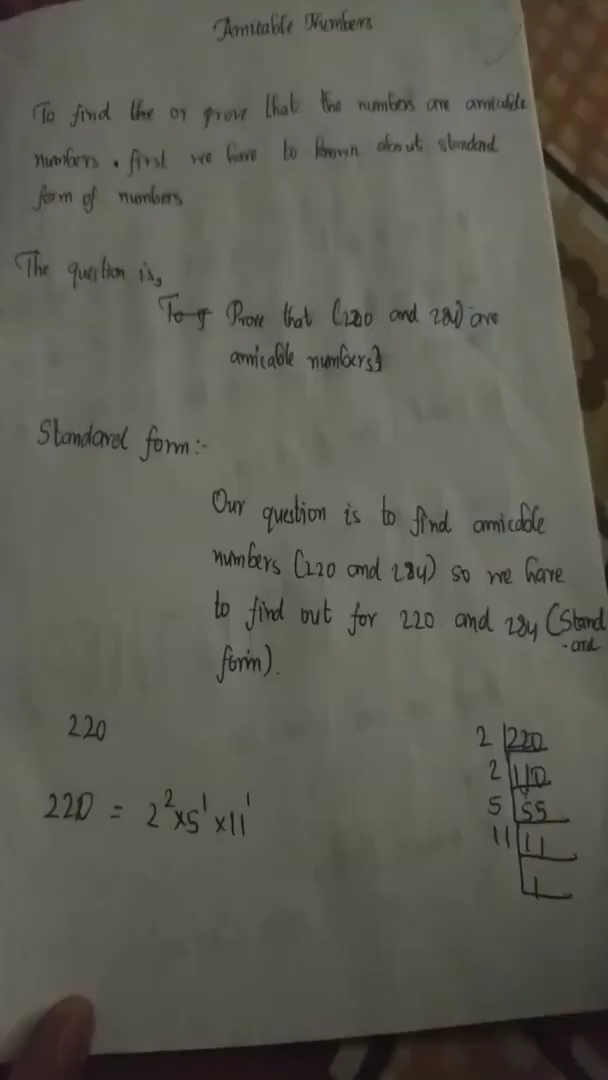 Amicable Numbers
To find the or prove that the numbers are amicable
numbers. first we have to known about standard
form of numbers
The question is,
To Prove that (220 and 284) are
amicable numbers}
Standard form:-
Our question is to find amicable
numbers (220 and 284) so we have
to find out for 220 and 284 (Stand
-ard
form).
220
2 220
2 110
220 = 2²×5¹×11¹
5 55
11 11
1